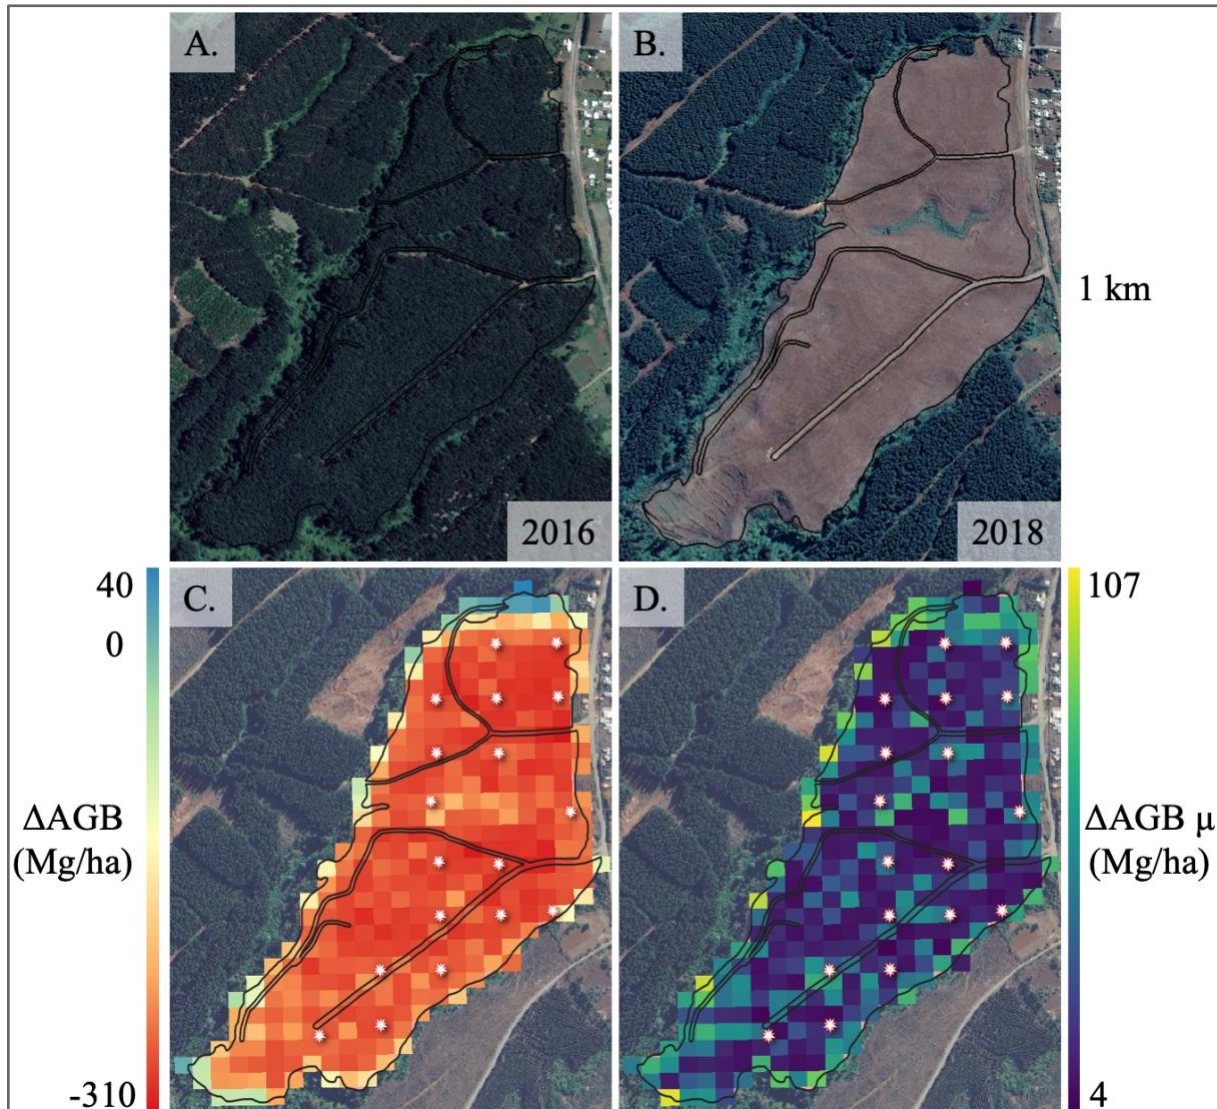 A.
B.
1 km
2016
2018
40
0
ΔAGB
(Mg/ha)
-310
C.
D.
107
ΔAGB μ
(Mg/ha)
4